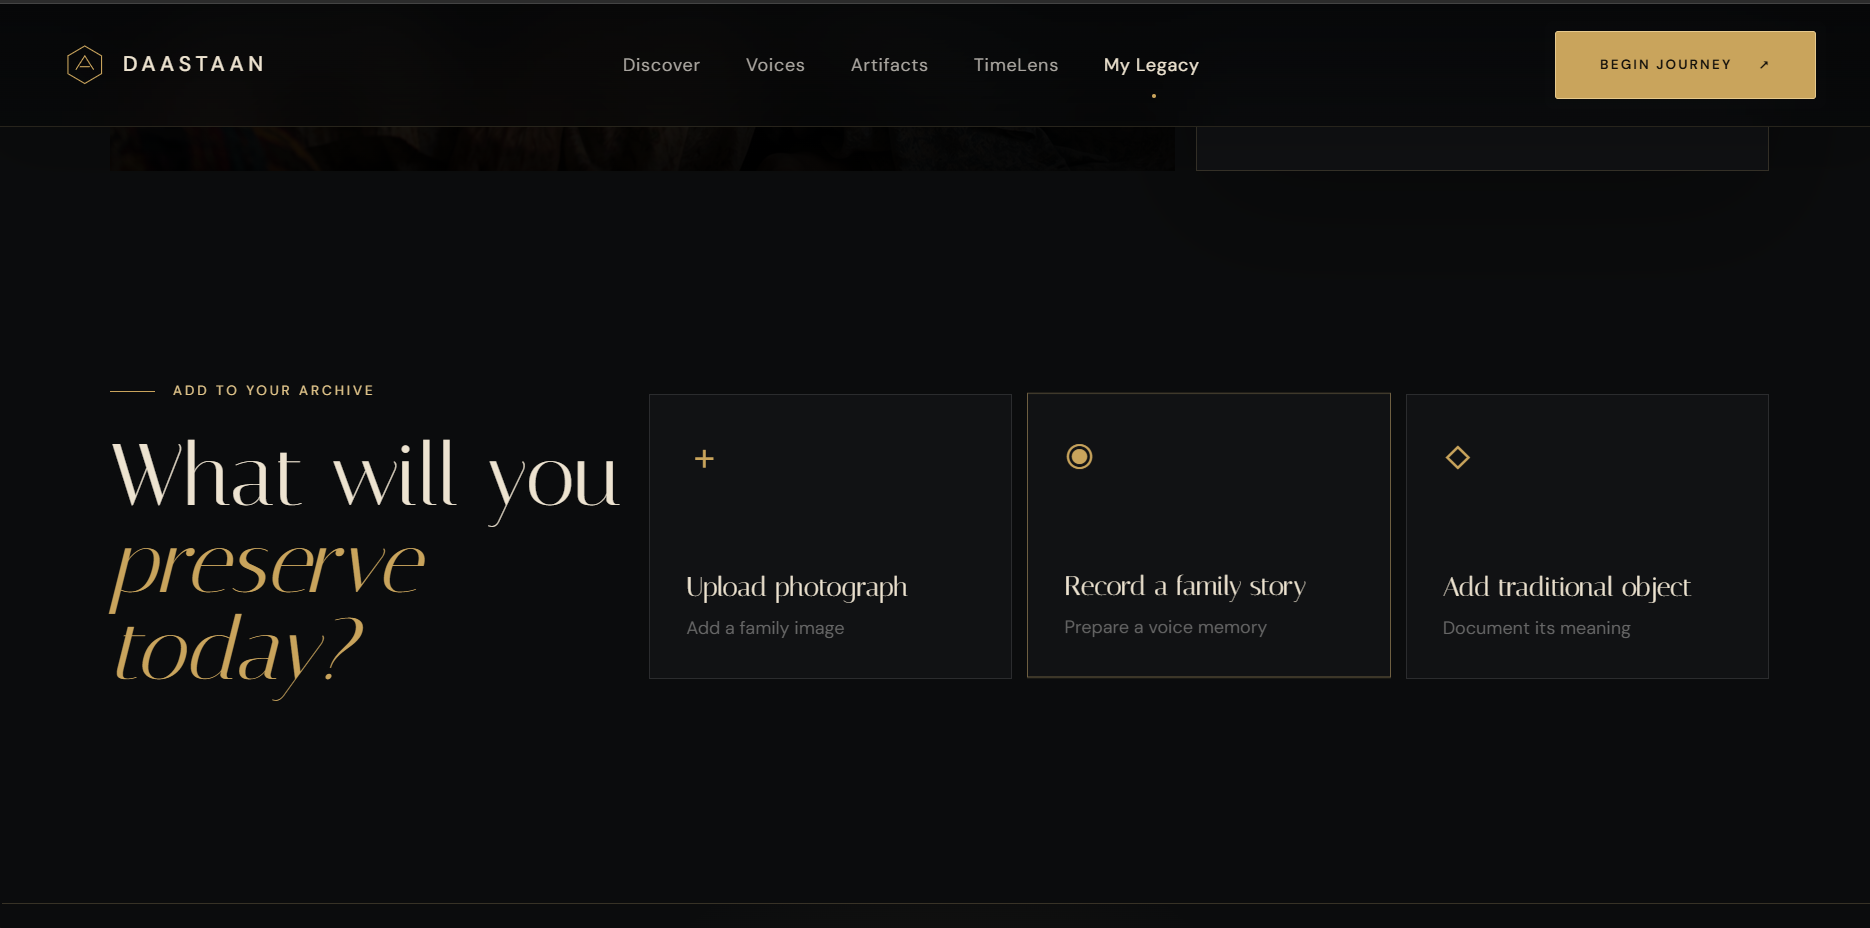 DAASTAAN
Discover
Voices
Artifacts
TimeLens
My Legacy
BEGIN JOURNEY ↗
ADD TO YOUR ARCHIVE
What will you
preserve
today?
Upload photograph
Add a family image
Record a family story
Prepare a voice memory
Add traditional object
Document its meaning